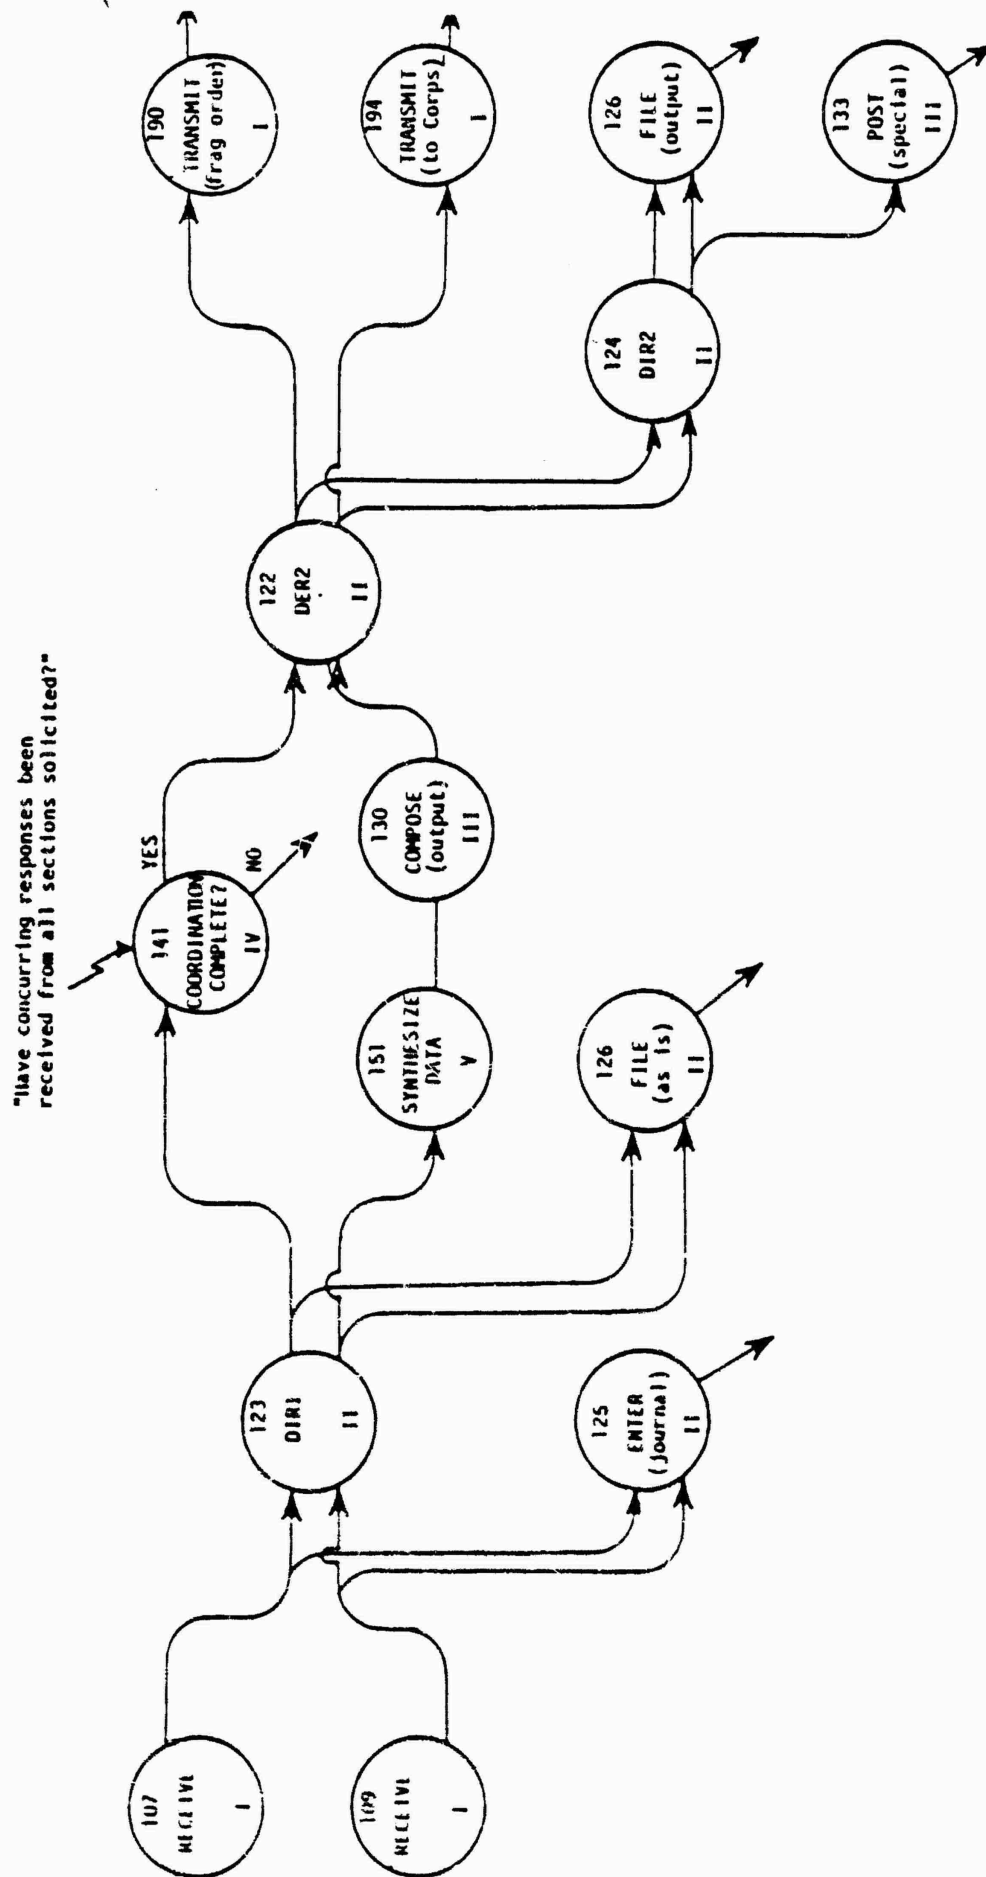 "Have concurring responses been
received from all sections solicited?"
107
RECEIVE
I
109
RECEIVE
I
123
DIR1
II
125
ENTER
(journal)
II
141
COORDINATION
COMPLETE?
IV
YES
NO
151
SYNTHESIZE
DATA
V
126
FILE
(as is)
II
130
COMPOSE
(output)
III
122
DER2
II
124
DIR2
II
190
TRANSMIT
(frag order)
I
194
TRANSMIT
(to Corps)
I
126
FILE
(output)
II
133
POST
(special)
III